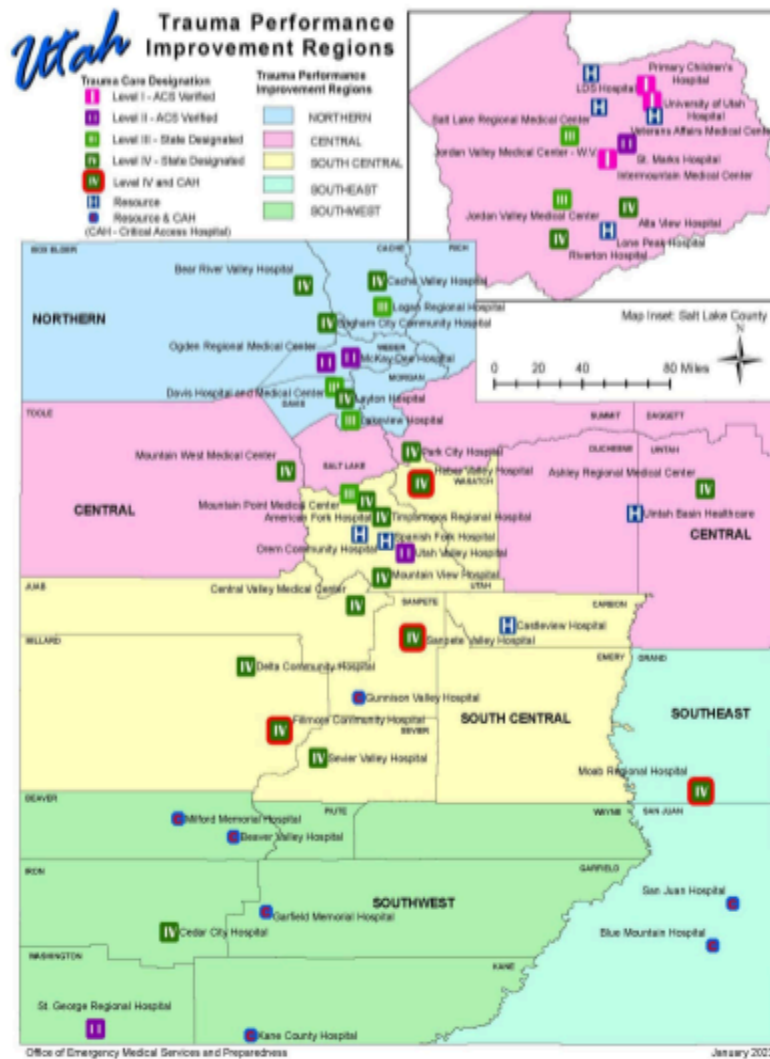 Utah
Trauma Performance
Improvement Regions
Trauma Care Designation
I Level I - ACS Verified
II Level II - ACS Verified
III Level III - State Designated
IV Level IV - State Designated
IV Level IV and CAH
H Resource
Resource & CAH
(CAH - Critical Access Hospital)
Trauma Performance
Improvement Regions
NORTHERN
CENTRAL
SOUTH CENTRAL
SOUTHEAST
SOUTHWEST
Primary Children's
Hospital
LDS Hospital
University of Utah
Hospital
Salt Lake Regional Medical Center
Veterans Affairs Medical Center
Jordan Valley Medical Center - W.V.
St. Marks Hospital
Intermountain Medical Center
Jordan Valley Medical Center
Alta View Hospital
Lone Peak Hospital
Riverton Hospital
Map Inset: Salt Lake County
N
0 20 40 80 Miles
BOX ELDER
CACHE
RICH
Bear River Valley Hospital
Cache Valley Hospital
Logan Regional Hospital
NORTHERN
Brigham City Community Hospital
Ogden Regional Medical Center
WEBER
McKay-Dee Hospital
MORGAN
Davis Hospital and Medical Center
DAVIS
Layton Hospital
Lakeview Hospital
TOOLE
SUMMIT
DAGGETT
Park City Hospital
DUCHESNE
UINTAH
Mountain West Medical Center
SALT LAKE
Heber Valley Hospital
WASATCH
Ashley Regional Medical Center
Mountain Point Medical Center
CENTRAL
American Fork Hospital
Timpanogos Regional Hospital
Uintah Basin Healthcare
CENTRAL
Orem Community Hospital
Spanish Fork Hospital
Utah Valley Hospital
Mountain View Hospital
UTAH
JUAB
Central Valley Medical Center
SANPETE
CARBON
Castleview Hospital
MILLARD
Sanpete Valley Hospital
EMERY
GRAND
Delta Community Hospital
Gunnison Valley Hospital
SOUTH CENTRAL
SOUTHEAST
Fillmore Community Hospital
SEVIER
Sevier Valley Hospital
Moab Regional Hospital
BEAVER
PIUTE
WAYNE
SAN JUAN
Milford Memorial Hospital
Beaver Valley Hospital
IRON
GARFIELD
SOUTHWEST
San Juan Hospital
Garfield Memorial Hospital
Cedar City Hospital
Blue Mountain Hospital
WASHINGTON
KANE
St. George Regional Hospital
Kane County Hospital
Office of Emergency Medical Services and Preparedness
January